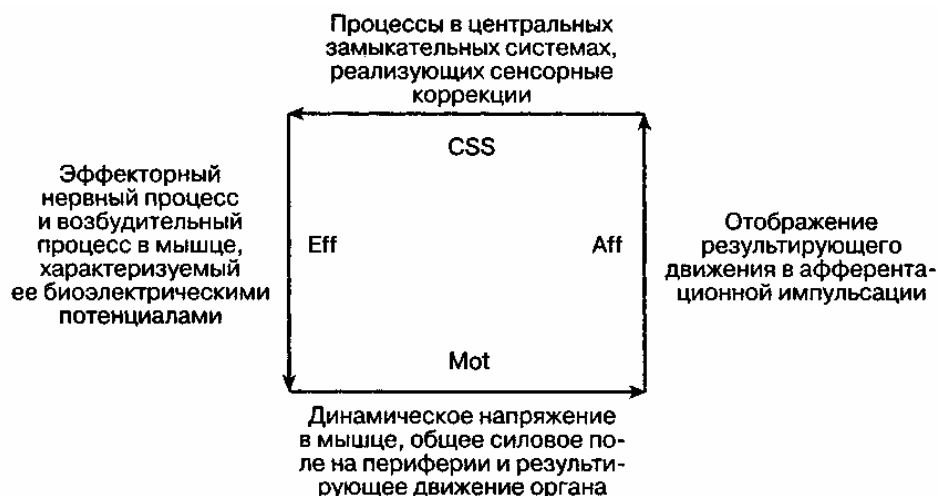 Процессы в центральных
замыкательных системах,
реализующих сенсорные
коррекции
CSS
Эффекторный
нервный процесс
и возбудительный
процесс в мышце,
характеризуемый
ее биоэлектрическими
потенциалами
Eff
Aff
Отображение
результирующего
движения в афферента-
ционной импульсации
Mot
Динамическое напряжение
в мышце, общее силовое по-
ле на периферии и результи-
рующее движение органа